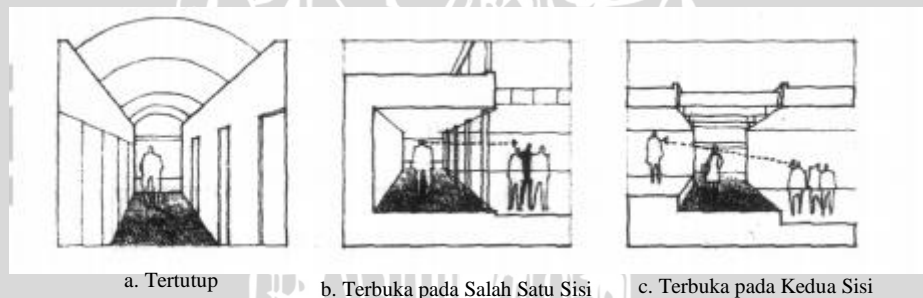 a. Tertutup
b. Terbuka pada Salah Satu Sisi
c. Terbuka pada Kedua Sisi